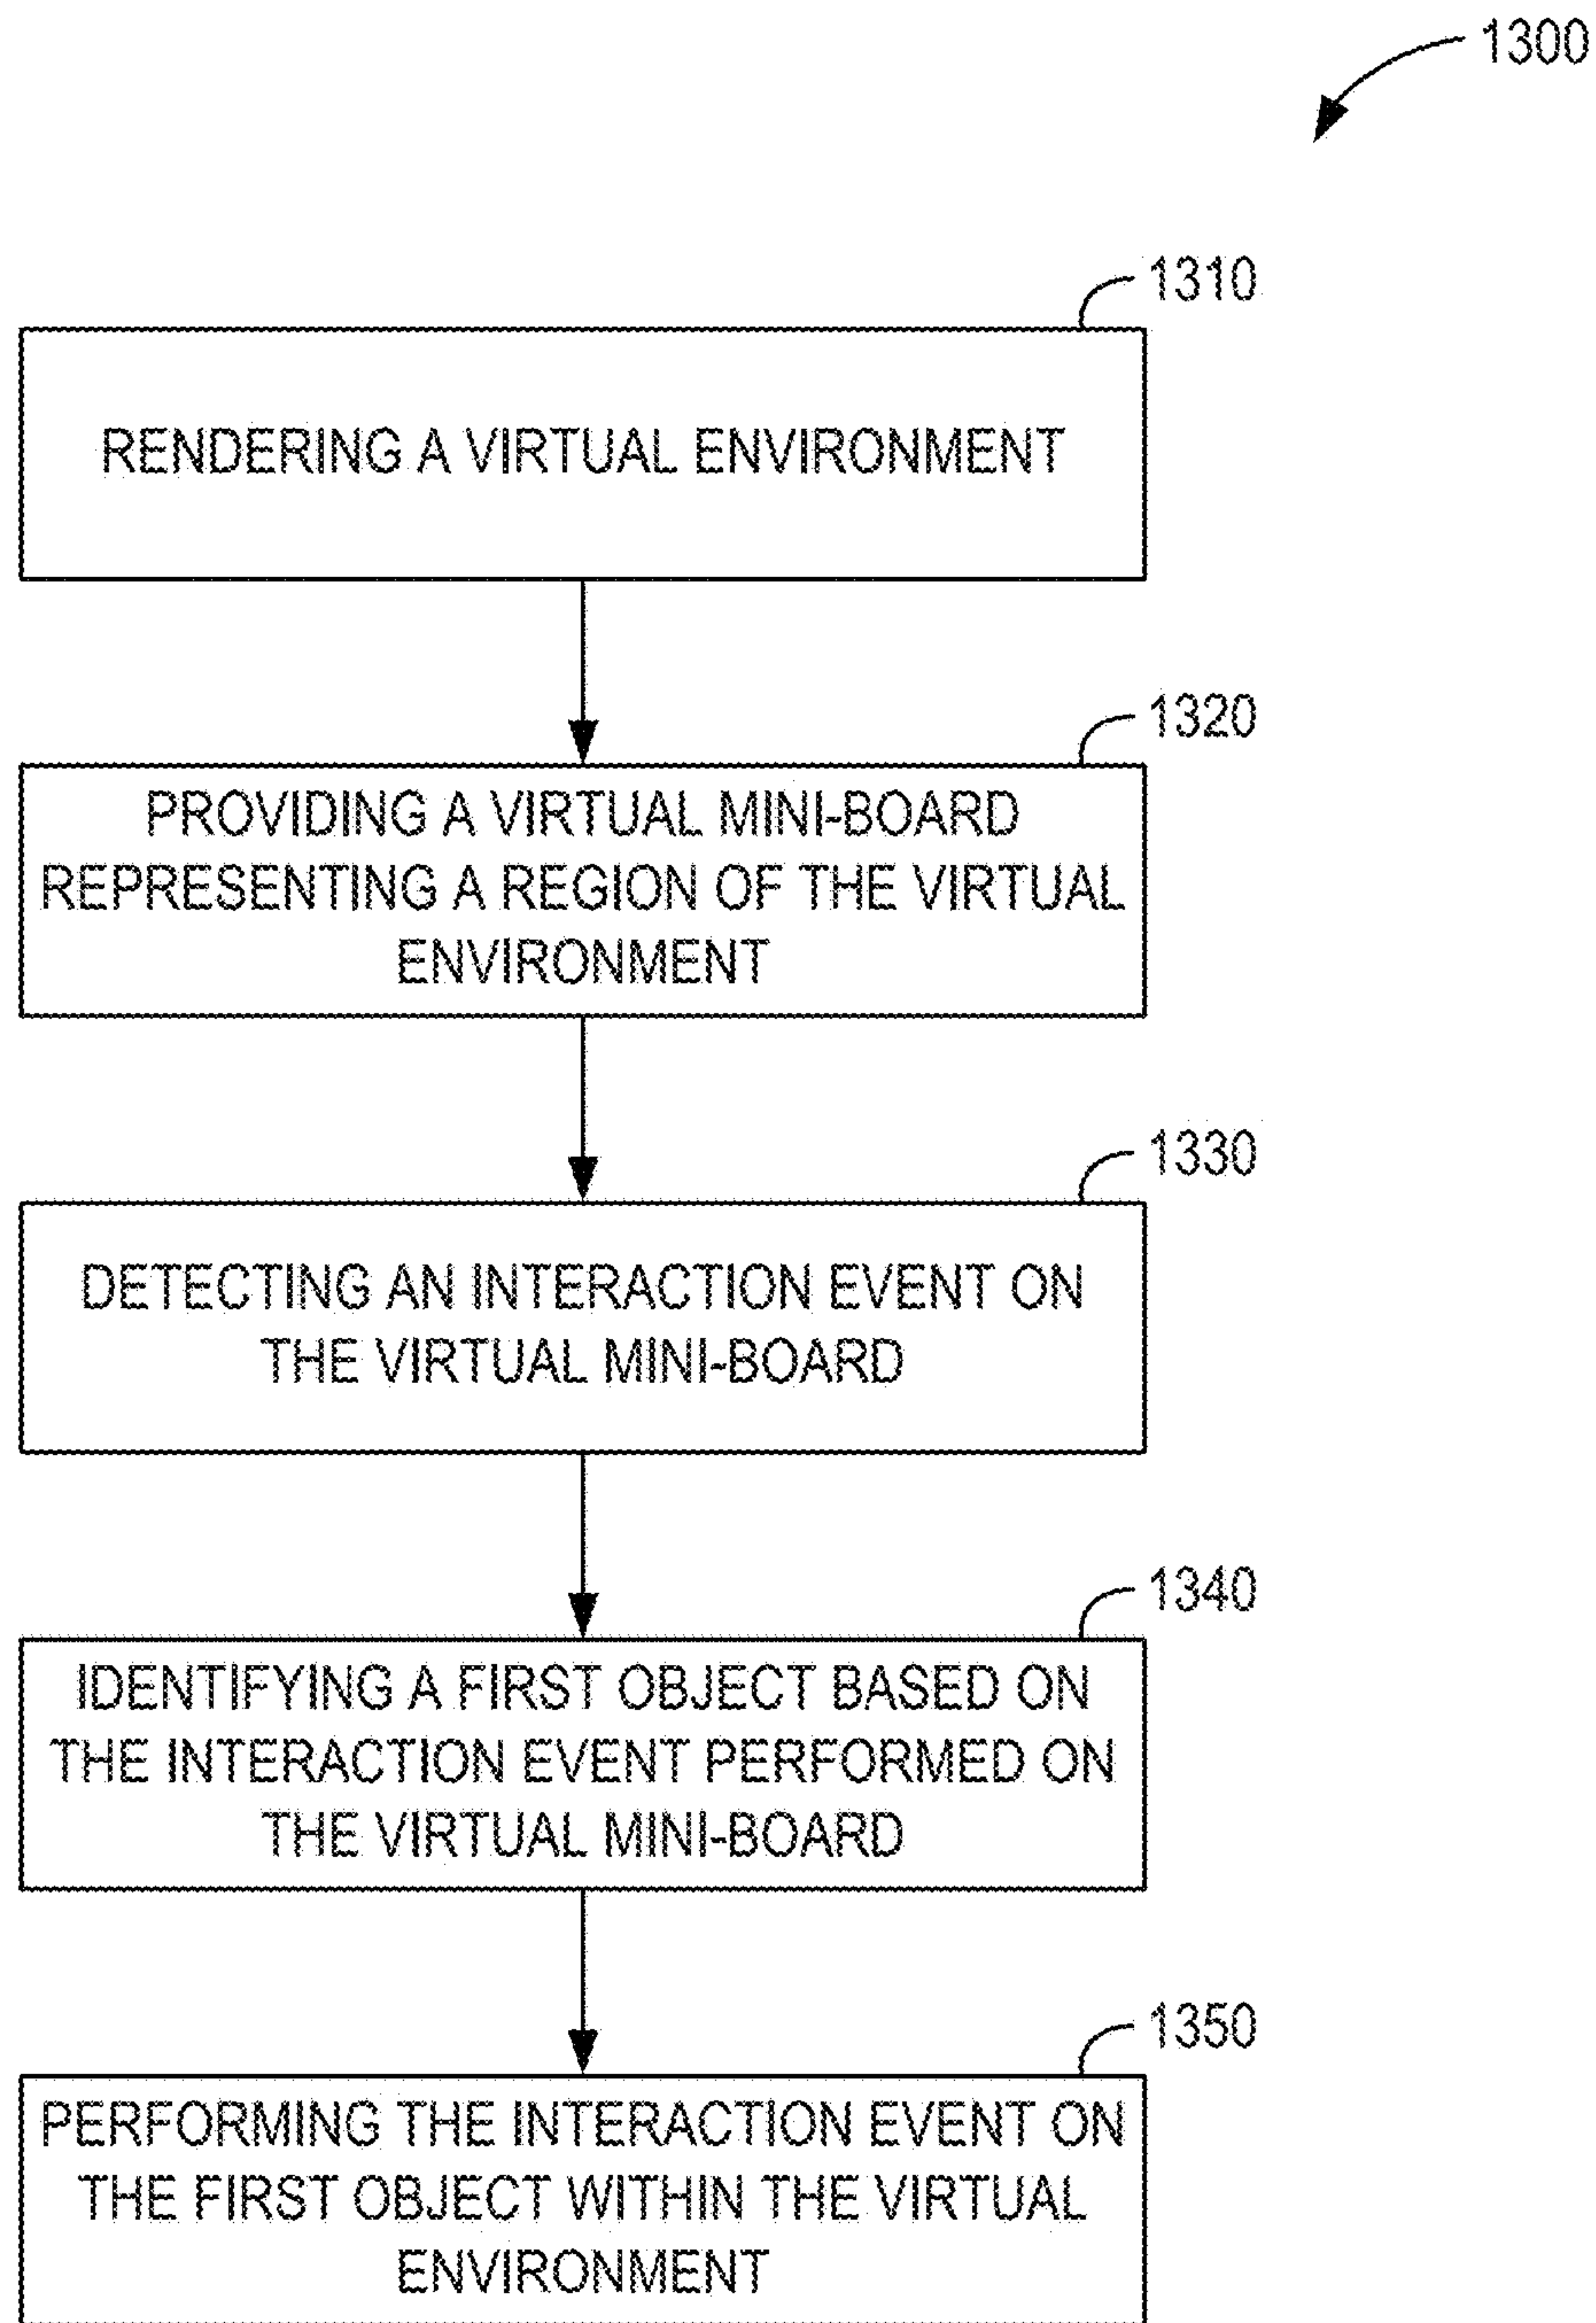 1300
1310
RENDERING A VIRTUAL ENVIRONMENT
1320
PROVIDING A VIRTUAL MINI-BOARD
REPRESENTING A REGION OF THE VIRTUAL
ENVIRONMENT
1330
DETECTING AN INTERACTION EVENT ON
THE VIRTUAL MINI-BOARD
1340
IDENTIFYING A FIRST OBJECT BASED ON
THE INTERACTION EVENT PERFORMED ON
THE VIRTUAL MINI-BOARD
1350
PERFORMING THE INTERACTION EVENT ON
THE FIRST OBJECT WITHIN THE VIRTUAL
ENVIRONMENT